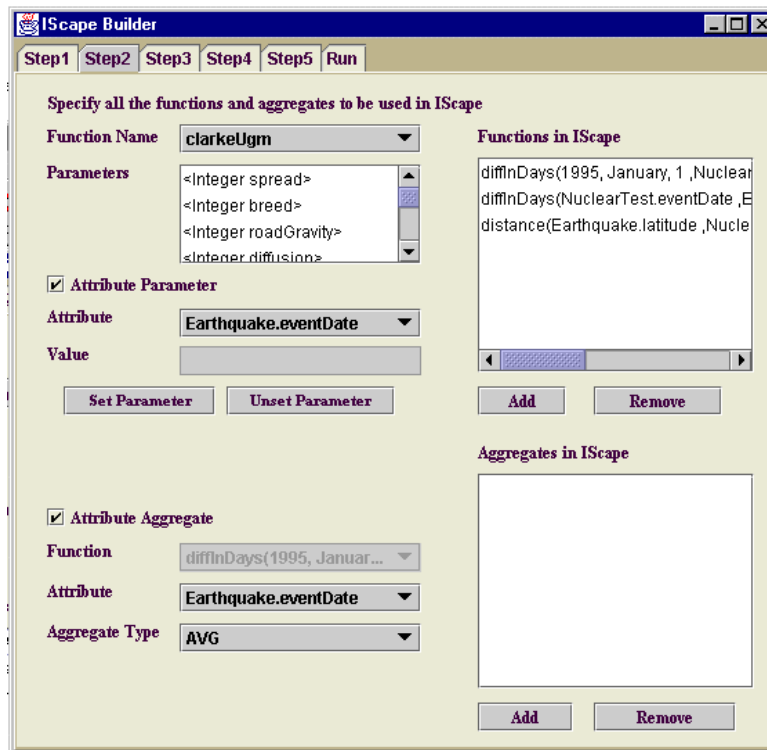 IScape Builder
Step1 Step2 Step3 Step4 Step5 Run
Specify all the functions and aggregates to be used in IScape
Function Name
clarkeUgm
Parameters
<Integer spread>
<Integer breed>
<Integer roadGravity>
<Integer diffusion>
Attribute Parameter
Attribute
Earthquake.eventDate
Value
Set Parameter
Unset Parameter
Functions in IScape
diffInDays(1995, January, 1 ,Nuclear
diffInDays(NuclearTest.eventDate ,E
distance(Earthquake.latitude ,Nucle
Add
Remove
Attribute Aggregate
Function
diffInDays(1995, Januar...
Attribute
Earthquake.eventDate
Aggregate Type
AVG
Aggregates in IScape
Add
Remove